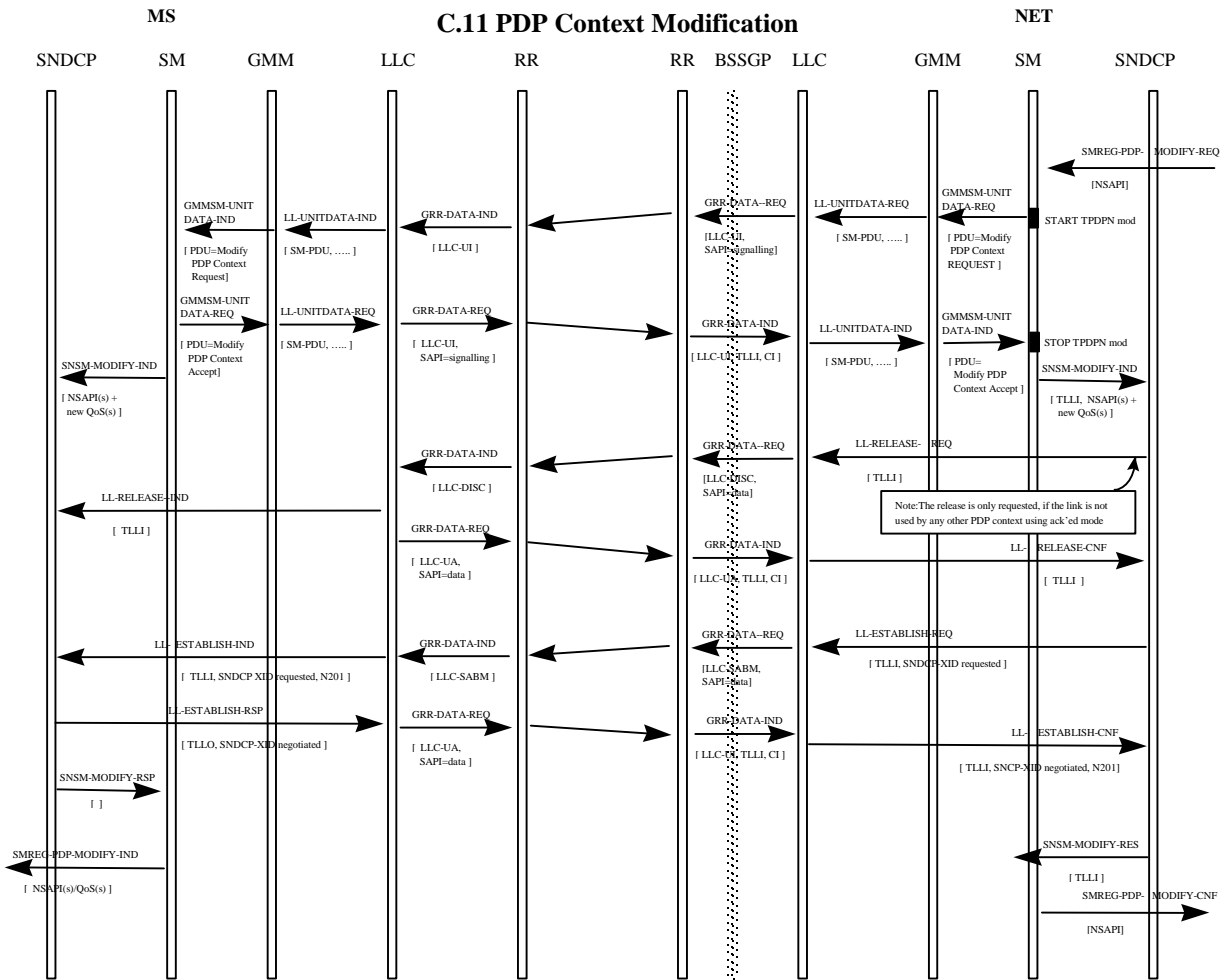 MS
C.11 PDP Context Modification
NET
SNDCP SM GMM LLC RR RR BSSGP LLC GMM SM SNDCP
SMREG-PDP- MODIFY-REQ
[NSAPI]
GMMSM-UNIT
DATA-IND
[ PDU=Modify
PDP Context
Request]
LL-UNITDATA-IND
[ SM-PDU, ….. ]
GRR-DATA-IND
[ LLC-UI ]
GRR-DATA--REQ
[LLC-UI,
SAPI=signalling]
LL-UNITDATA-REQ
[ SM-PDU, ….. ]
GMMSM-UNIT
DATA-REQ
[ PDU=Modify
PDP Context
REQUEST ]
START TPDPN mod
GMMSM-UNIT
DATA-REQ
[PDU=Modify
PDP Context
Accept]
LL-UNITDATA-REQ
[ SM-PDU, ….. ]
GRR-DATA-REQ
[ LLC-UI,
SAPI=signalling ]
GRR-DATA-IND
[ LLC-UI, TLLI, CI ]
LL-UNITDATA-IND
[ SM-PDU, ….. ]
GMMSM-UNIT
DATA-IND
[ PDU=
Modify PDP
Context Accept ]
STOP TPDPN mod
SNSM-MODIFY-IND
[ NSAPI(s) +
new QoS(s) ]
SNSM-MODIFY-IND
[ TLLI, NSAPI(s) +
new QoS(s) ]
GRR-DATA-IND
[LLC-DISC]
GRR-DATA--REQ
[LLC-DISC,
SAPI=data]
LL-RELEASE- REQ
[ TLLI ]
Note:The release is only requested, if the link is not
used by any other PDP context using ack'ed mode
LL-RELEASE--IND
[ TLLI ]
GRR-DATA-REQ
[ LLC-UA,
SAPI=data ]
GRR-DATA-IND
[ LLC-UA, TLLI, CI ]
LL- RELEASE-CNF
[ TLLI ]
LL- ESTABLISH-IND
[ TLLI, SNDCP XID requested, N201 ]
GRR-DATA-IND
[ LLC-SABM ]
GRR-DATA--REQ
[LLC-SABM,
SAPI=data]
LL-ESTABLISH-REQ
[ TLLI, SNDCP-XID requested ]
LL-ESTABLISH-RSP
[ TLLO, SNDCP-XID negotiated ]
GRR-DATA-REQ
[ LLC-UA,
SAPI=data ]
GRR-DATA-IND
[ LLC-UI, TLLI, CI ]
LL- ESTABLISH-CNF
[ TLLI, SNCP-XID negotiated, N201]
SNSM-MODIFY-RSP
[ ]
SMREG-PDP-MODIFY-IND
[ NSAPI(s)/QoS(s) ]
SNSM-MODIFY-RES
[ TLLI ]
SMREG-PDP- MODIFY-CNF
[NSAPI]